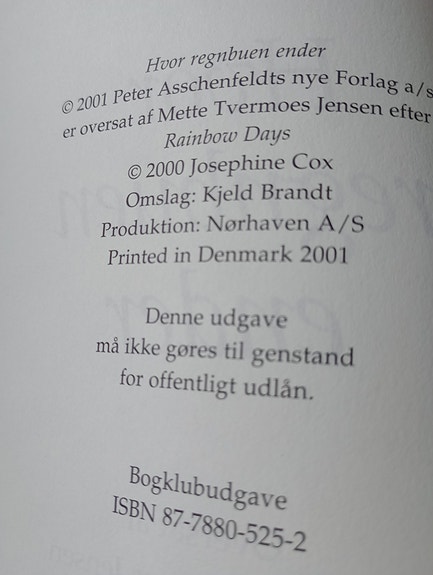 Hvor regnbuen ender
© 2001 Peter Asschenfeldts nye Forlag a/s
er oversat af Mette Tvermoes Jensen efter
Rainbow Days
© 2000 Josephine Cox
Omslag: Kjeld Brandt
Produktion: Nørhaven A/S
Printed in Denmark 2001
Denne udgave
må ikke gøres til genstand
for offentligt udlån.
Bogklubudgave
ISBN 87-7880-525-2